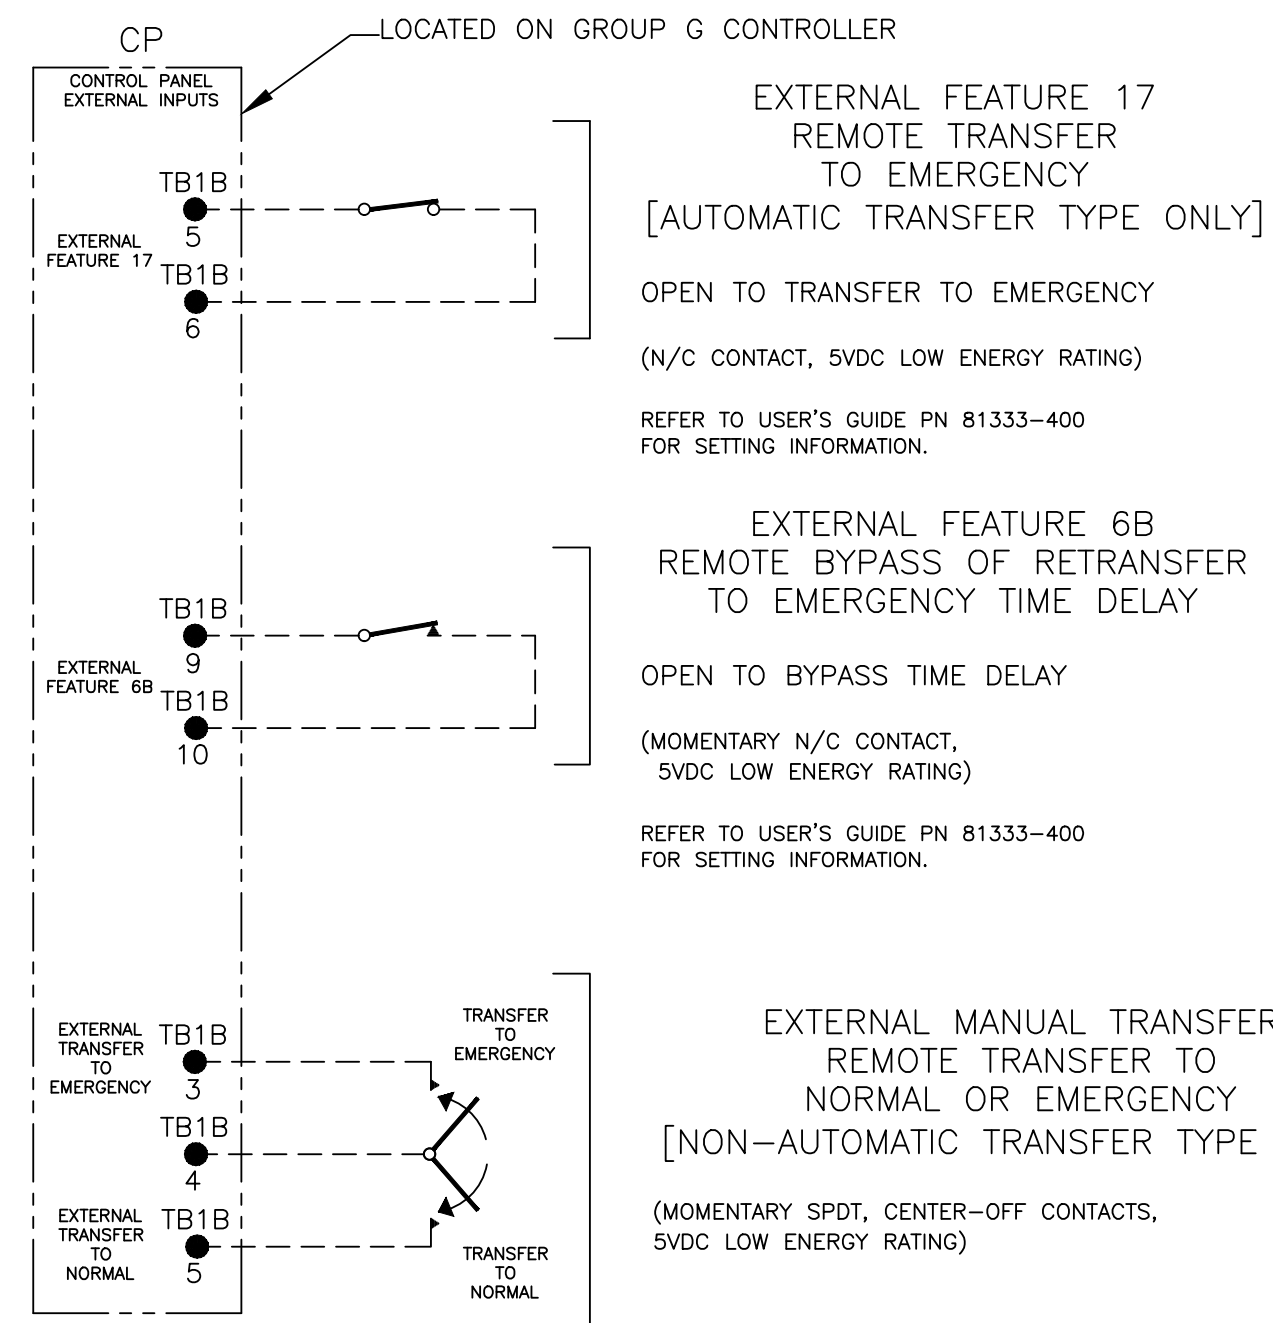 LOCATED ON GROUP G CONTROLLER
CP
CONTROL PANEL
EXTERNAL INPUTS
EXTERNAL FEATURE 17
REMOTE TRANSFER
TO EMERGENCY
[AUTOMATIC TRANSFER TYPE ONLY]
TB1B
5
EXTERNAL
FEATURE 17
TB1B
6
OPEN TO TRANSFER TO EMERGENCY
(N/C CONTACT, 5VDC LOW ENERGY RATING)
REFER TO USER'S GUIDE PN 81333-400
FOR SETTING INFORMATION.
EXTERNAL FEATURE 6B
REMOTE BYPASS OF RETRANSFER
TO EMERGENCY TIME DELAY
TB1B
9
EXTERNAL
FEATURE 6B
TB1B
10
OPEN TO BYPASS TIME DELAY
(MOMENTARY N/C CONTACT,
5VDC LOW ENERGY RATING)
REFER TO USER'S GUIDE PN 81333-400
FOR SETTING INFORMATION.
EXTERNAL
TRANSFER
TO
EMERGENCY
TB1B
3
TB1B
4
EXTERNAL
TRANSFER
TO
NORMAL
TB1B
5
TRANSFER
TO
EMERGENCY
TRANSFER
TO
NORMAL
EXTERNAL MANUAL TRANSFER
REMOTE TRANSFER TO
NORMAL OR EMERGENCY
[NON-AUTOMATIC TRANSFER TYPE
(MOMENTARY SPDT, CENTER-OFF CONTACTS,
5VDC LOW ENERGY RATING)